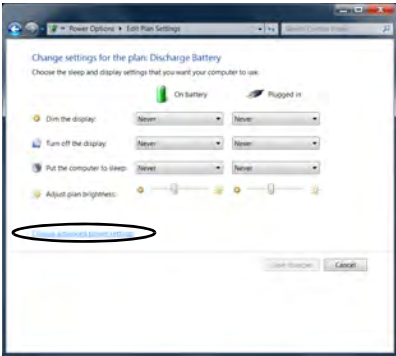 Power Options ▸ Edit Plan Settings
Change settings for the plan: Discharge Battery
Choose the sleep and display settings that you want your computer to use.
On battery Plugged in
Dim the display: Never Never
Turn off the display: Never Never
Put the computer to sleep: Never Never
Adjust plan brightness:
Change advanced power settings
Save changes Cancel